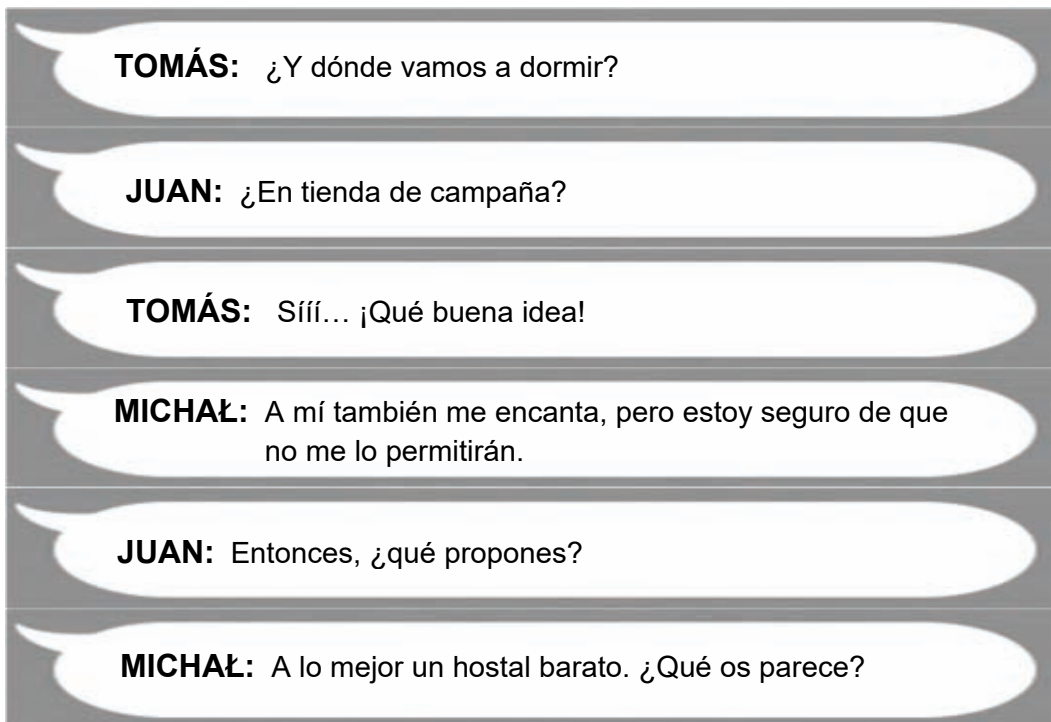 TOMÁS: ¿Y dónde vamos a dormir?
JUAN: ¿En tienda de campaña?
TOMÁS: Sííí… ¡Qué buena idea!
MICHAŁ: A mí también me encanta, pero estoy seguro de que
no me lo permitirán.
JUAN: Entonces, ¿qué propones?
MICHAŁ: A lo mejor un hostal barato. ¿Qué os parece?